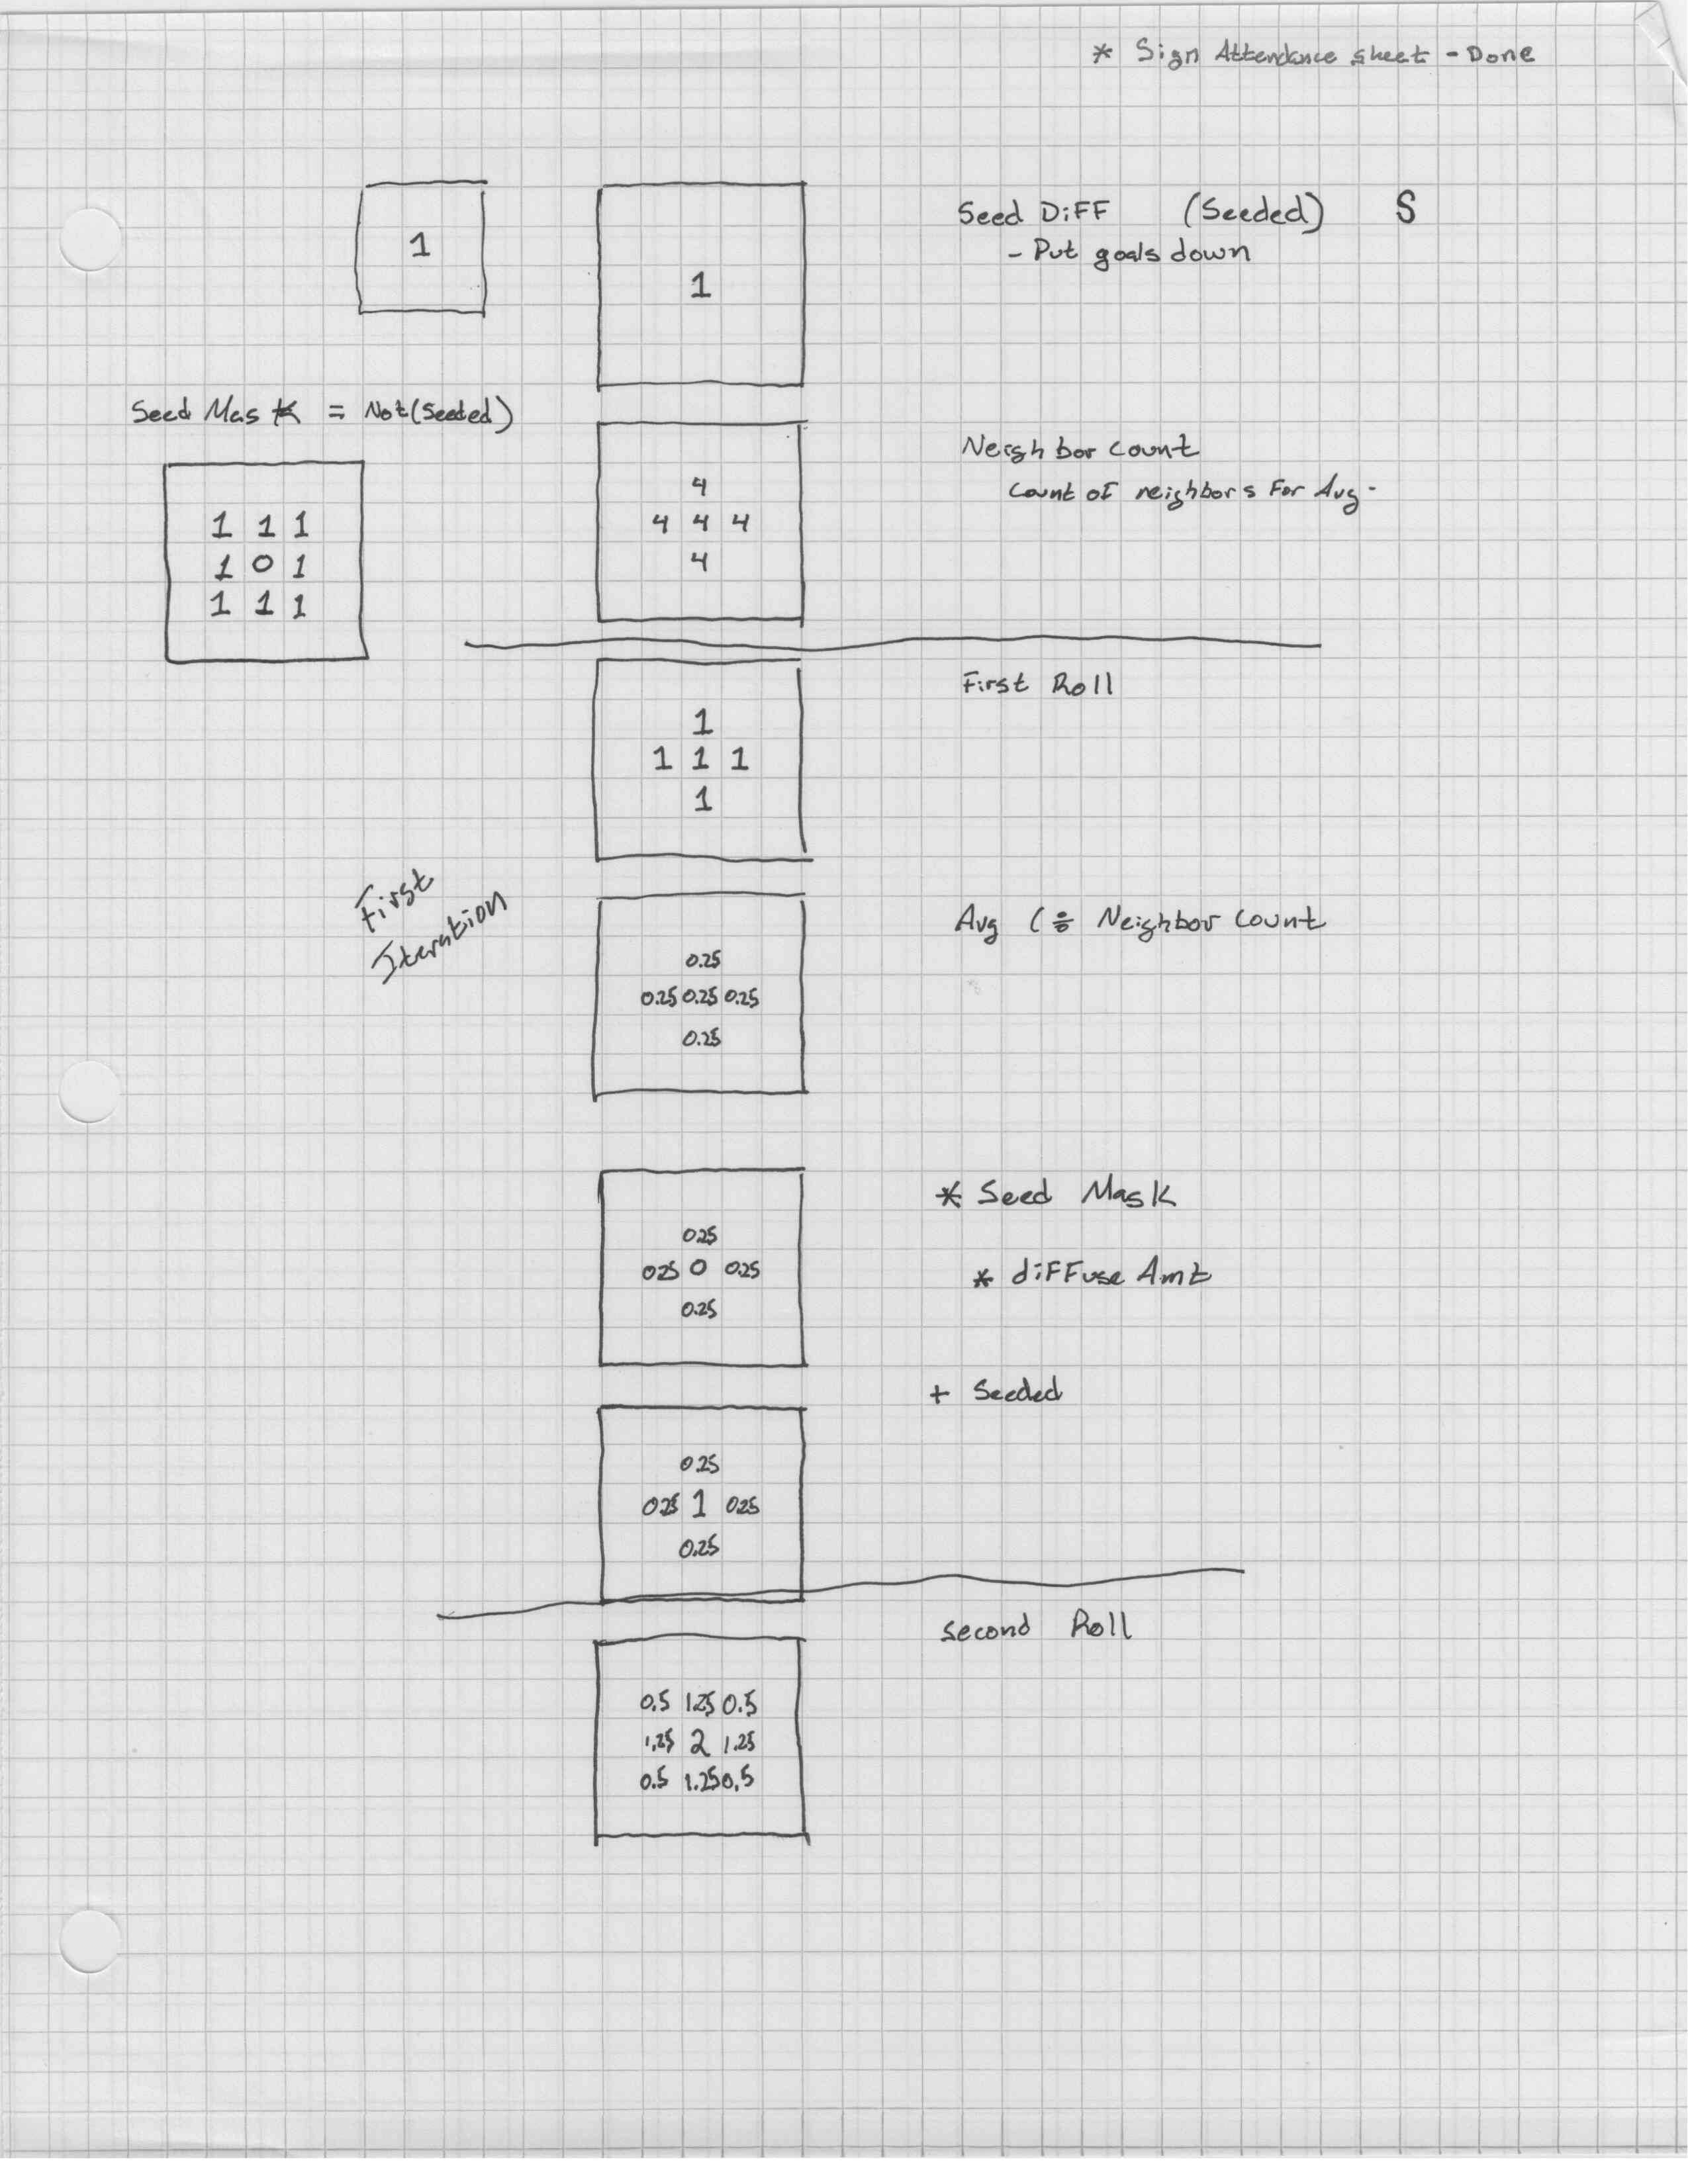 * Sign Attendance sheet - Done
1
1
Seed Diff (Seeded) S
- Put goals down
Seed Mask = Not(Seeded)
1 1 1
1 0 1
1 1 1
4
4 4 4
4
Neighbor count
count of neighbors for Avg.
First Roll
1
1 1 1
1
First
Iteration
Avg (÷ Neighbor count
0.25
0.25 0.25 0.25
0.25
* Seed Mask
* diffuse Amt
0.25
0.25 0 0.25
0.25
+ Seeded
0.25
0.25 1 0.25
0.25
Second Roll
0.5 1.25 0.5
1.25 2 1.25
0.5 1.25 0.5